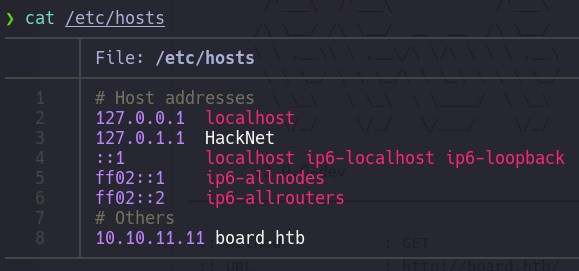 ❯ cat /etc/hosts
File: /etc/hosts
1 # Host addresses
2 127.0.0.1 localhost
3 127.0.1.1 HackNet
4 ::1 localhost ip6-localhost ip6-loopback
5 ff02::1 ip6-allnodes
6 ff02::2 ip6-allrouters
7 # Others
8 10.10.11.11 board.htb
: GET
URL : http://board.htb/